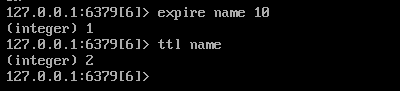 127.0.0.1:6379[6]> expire name 10
(integer) 1
127.0.0.1:6379[6]> ttl name
(integer) 2
127.0.0.1:6379[6]>